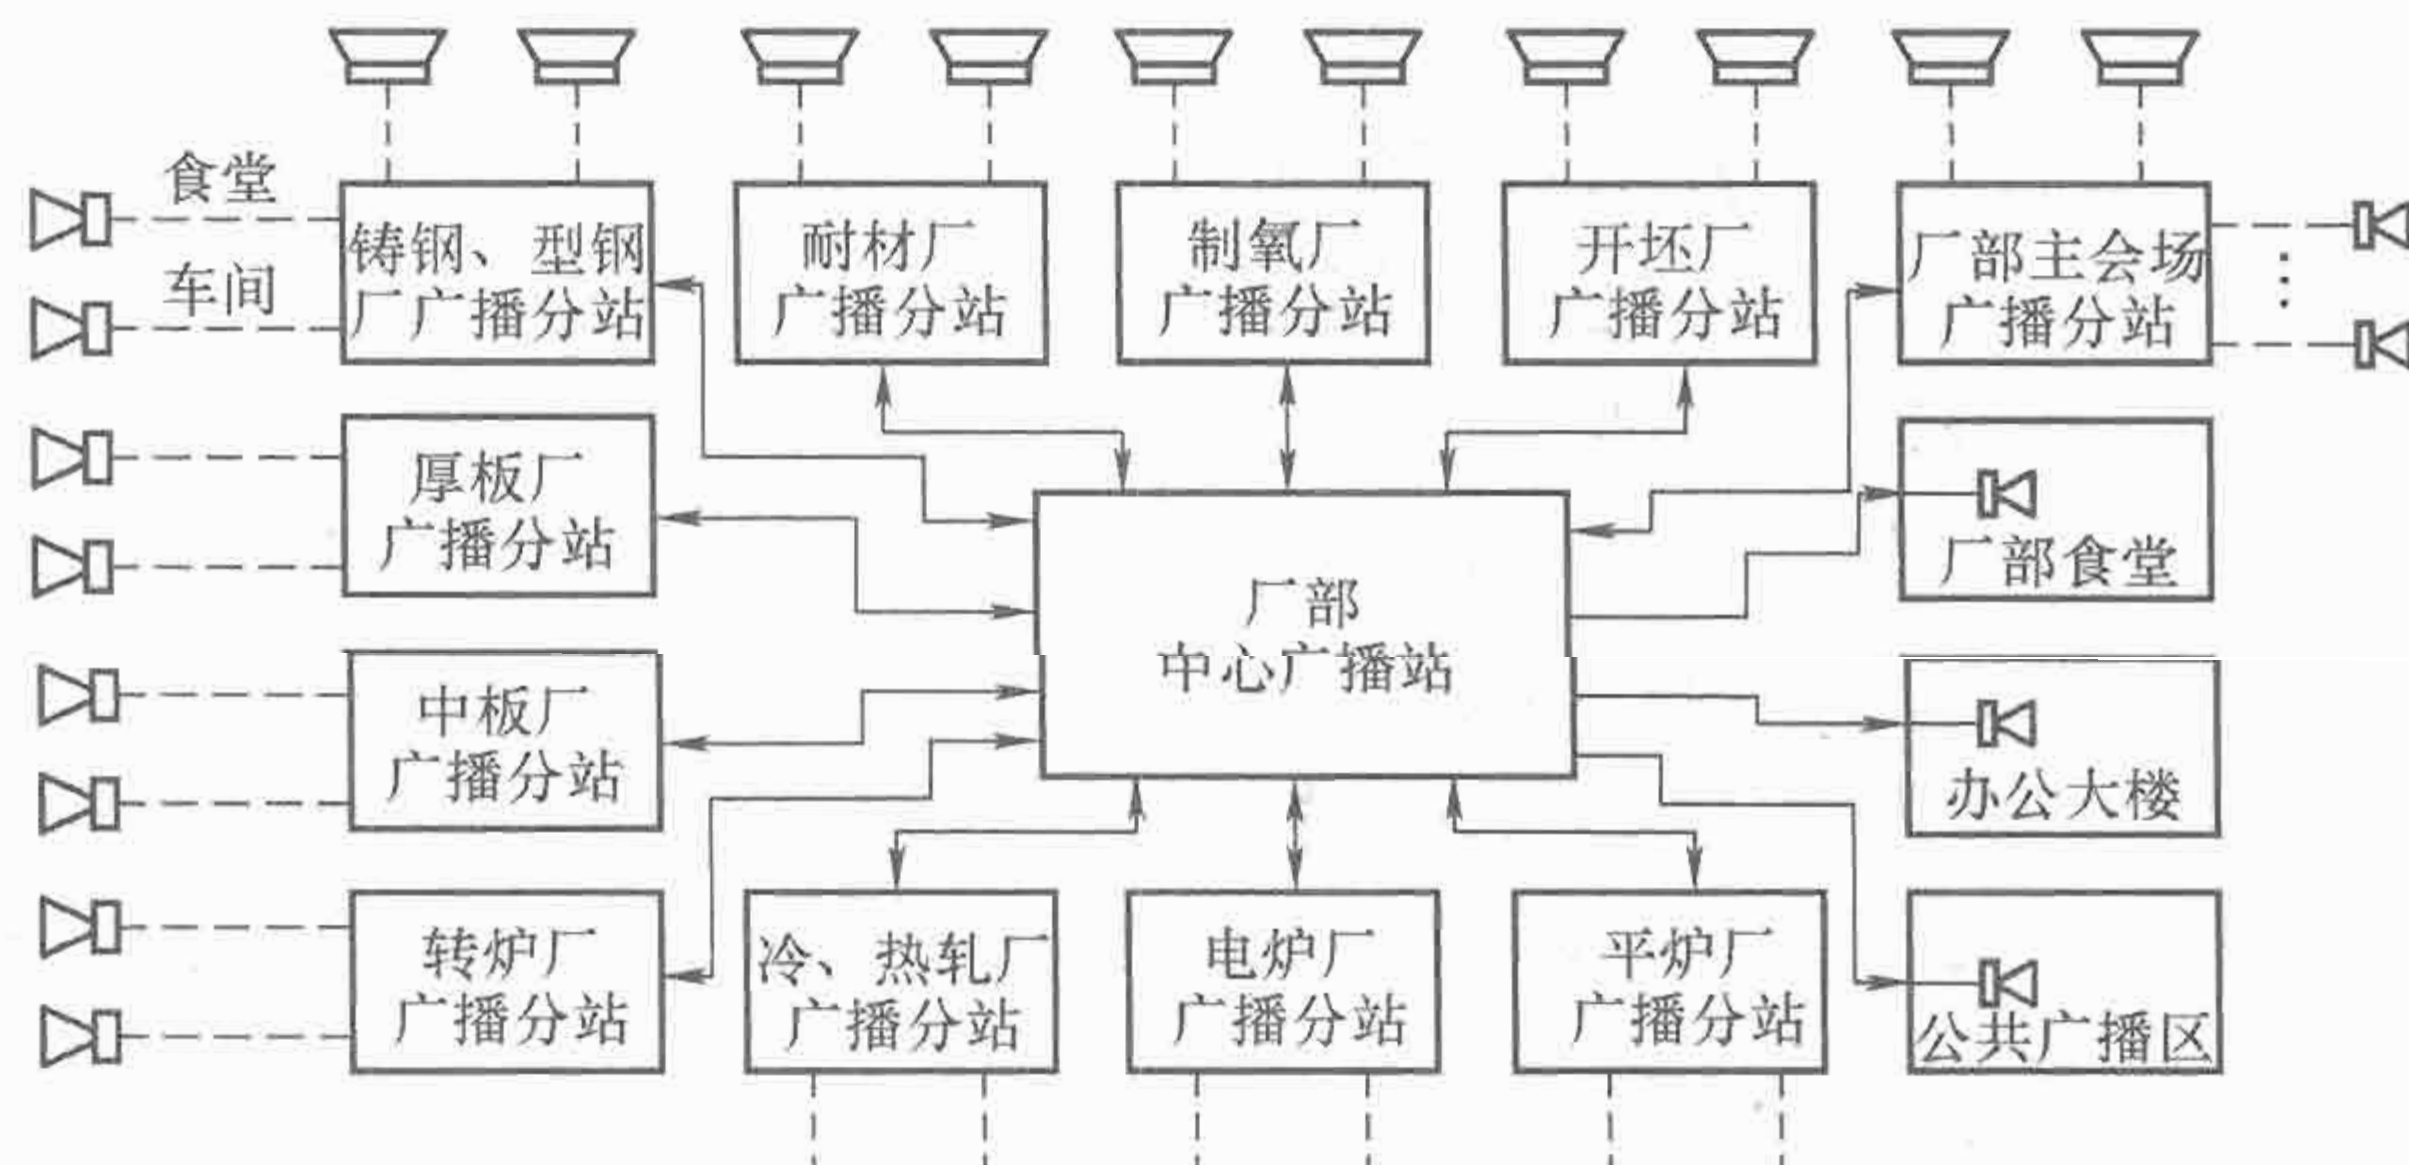 食堂
车间
铸钢、型钢
厂广播分站
耐材厂
广播分站
制氧厂
广播分站
开坯厂
广播分站
厂部主会场
广播分站
厚板厂
广播分站
厂部食堂
厂部
中心广播站
中板厂
广播分站
办公大楼
转炉厂
广播分站
冷、热轧厂
广播分站
电炉厂
广播分站
平炉厂
广播分站
公共广播区